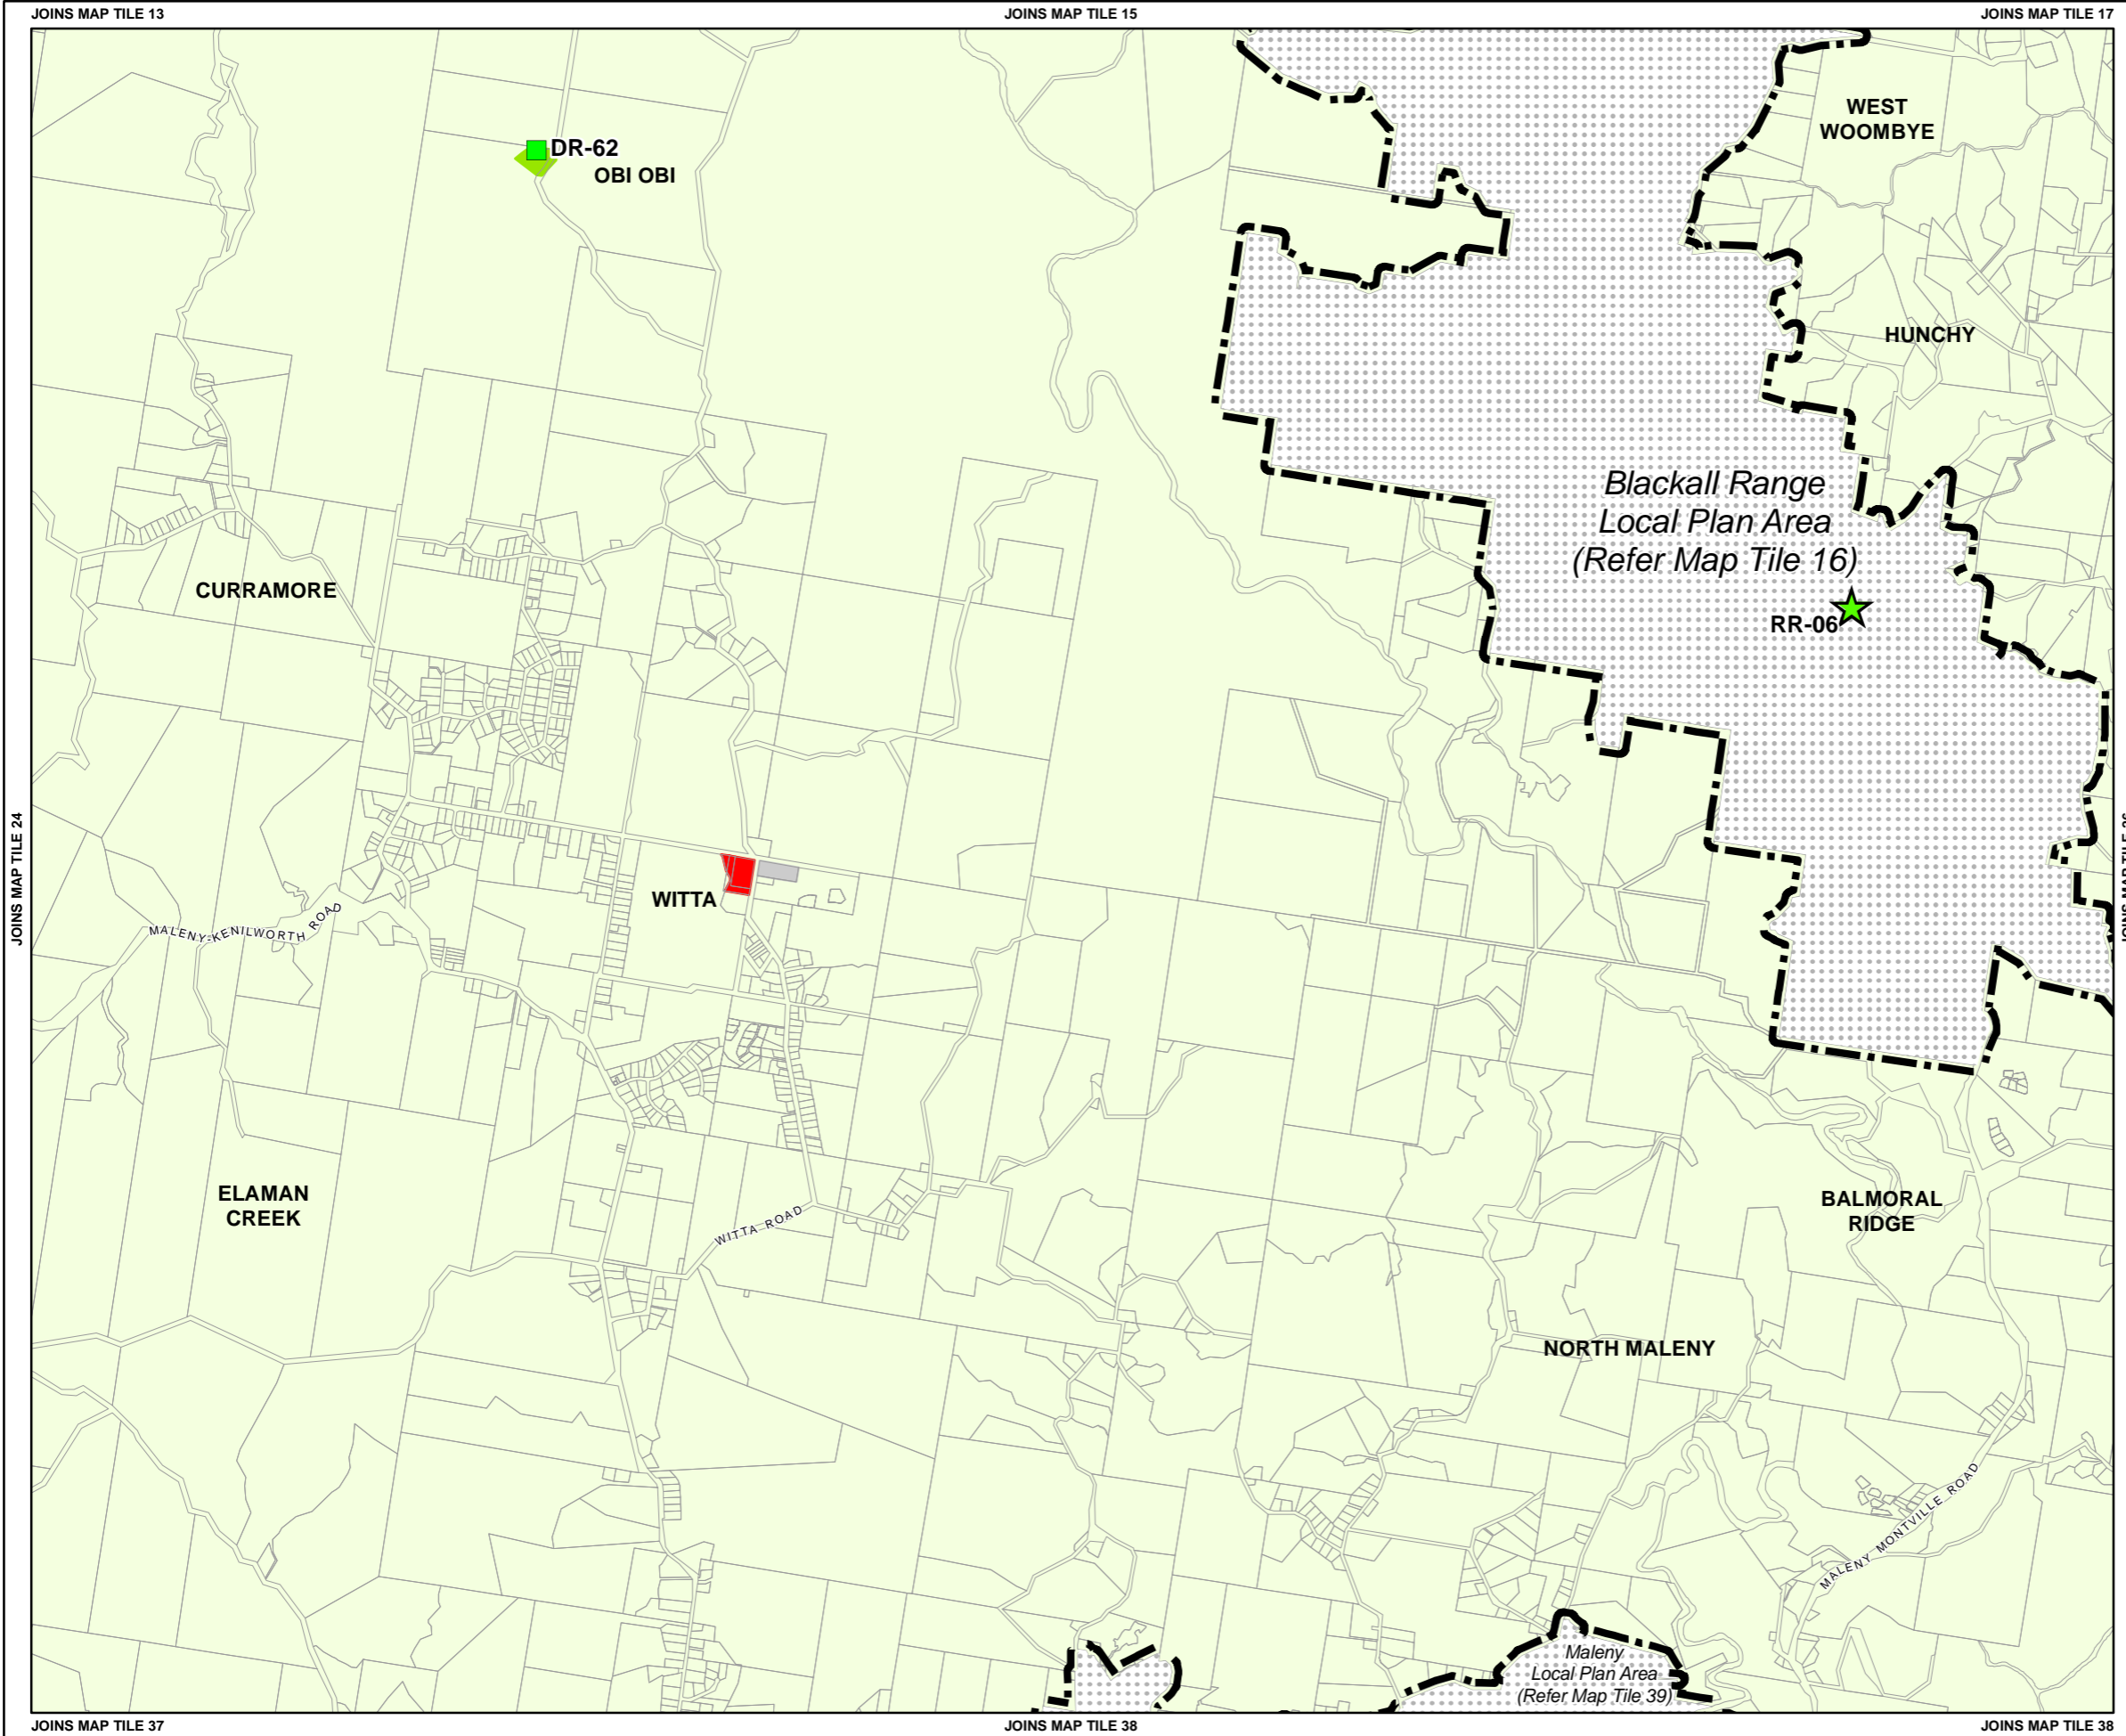 JOINS MAP TILE 13
JOINS MAP TILE 15
JOINS MAP TILE 17
WEST
WOOMBYE
DR-62
OBI OBI
HUNCHY
Blackall Range
Local Plan Area
(Refer Map Tile 16)
CURRAMORE
RR-06
JOINS MAP TILE 24
WITTA
MALENY-KENILWORTH ROAD
ELAMAN
CREEK
BALMORAL
RIDGE
WITTA ROAD
NORTH MALENY
MALENY MONTVILLE ROAD
Maleny
Local Plan Area
(Refer Map Tile 39)
JOINS MAP TILE 37
JOINS MAP TILE 38
JOINS MAP TILE 38